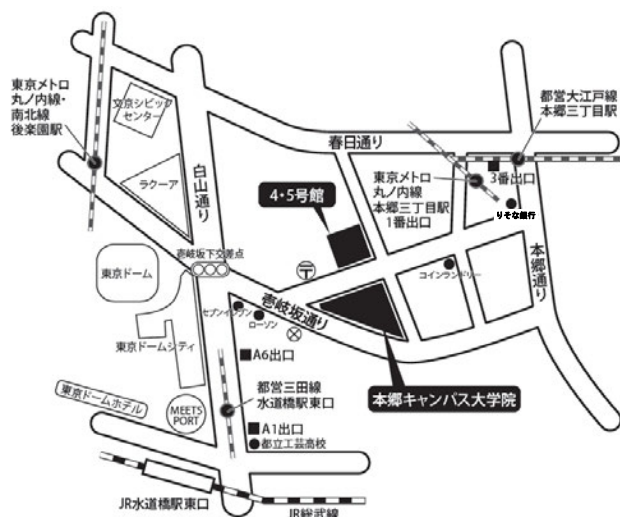 東京メトロ
丸ノ内線・
南北線
後楽園駅
文京シビック
センター
ラクーア
白山通り
春日通り
都営大江戸線
本郷三丁目駅
3番出口
東京メトロ
丸ノ内線
本郷三丁目駅
1番出口
りそな銀行
本郷通り
4・5号館
東京ドーム
壱岐坂下交差点
〒
コインランドリー
セブンイレブン
ローソン
壱岐坂通り
東京ドームシティ
A6出口
本郷キャンパス大学院
都営三田線
水道橋駅東口
東京ドームホテル
MEETS
PORT
A1出口
都立工芸高校
JR水道橋駅東口
JR総武線